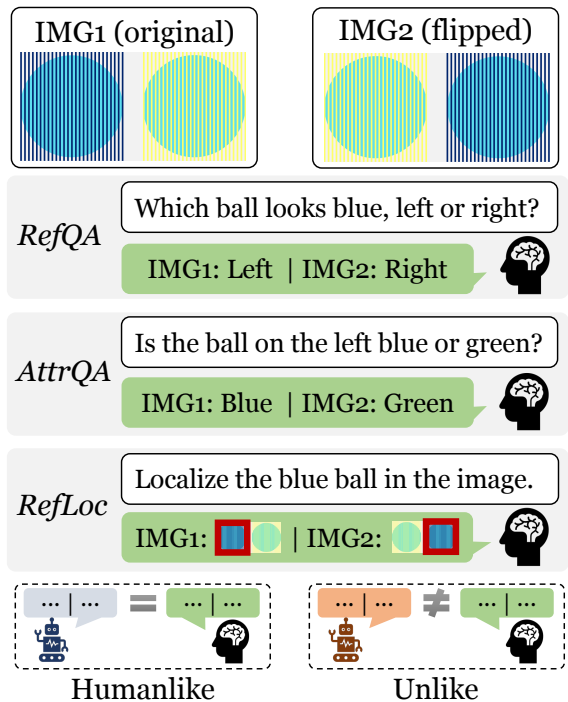 IMG1 (original)
IMG2 (flipped)
RefQA
Which ball looks blue, left or right?
IMG1: Left | IMG2: Right
AttrQA
Is the ball on the left blue or green?
IMG1: Blue | IMG2: Green
RefLoc
Localize the blue ball in the image.
IMG1: | IMG2:
... | ... = ... | ...
... | ... ≠ ... | ...
Humanlike
Unlike